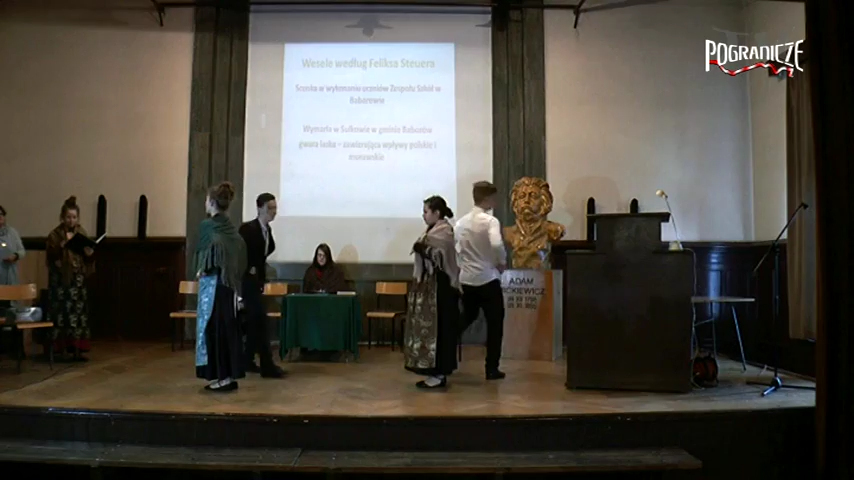 POGRANICZE
Wesele według Feliksa Steuera
Scenka w wykonaniu uczniów Zespołu Szkół w
Baborowie
Wymarła w Sułkowie w gminie Baborów
gwara laska – zawierająca wpływy polskie i
morawskie
ADAM
MICKIEWICZ